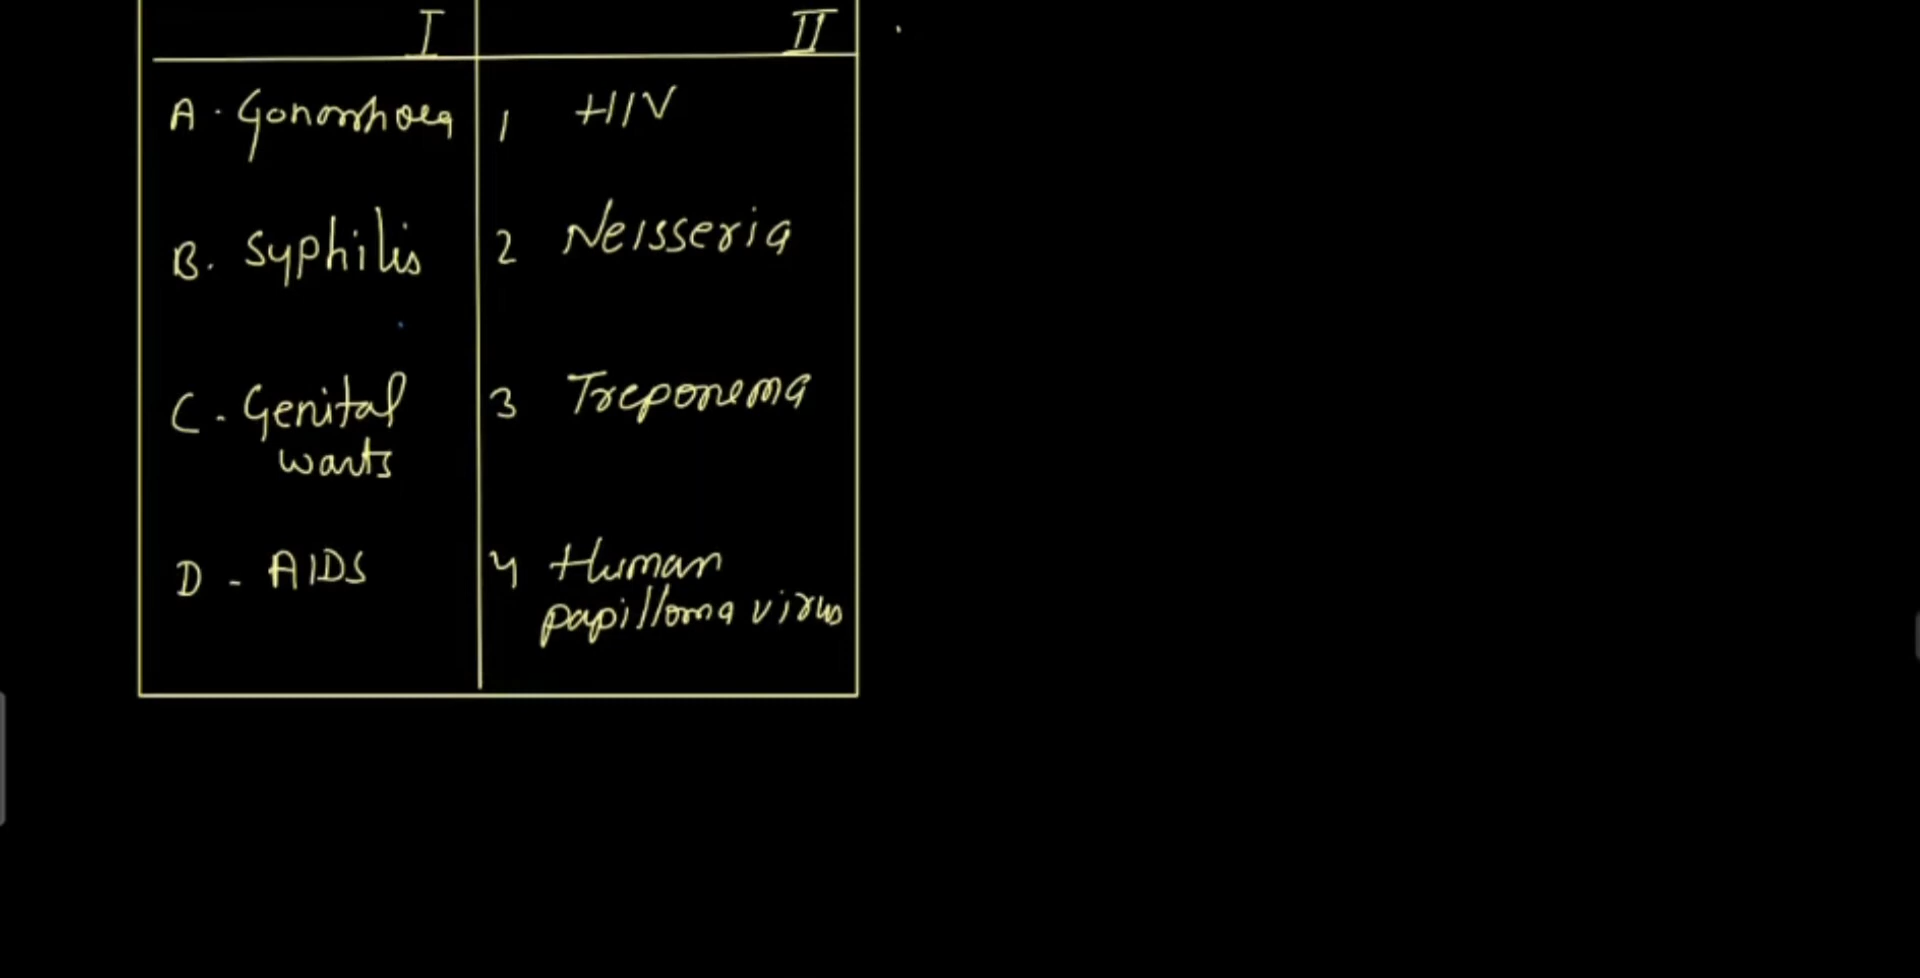 I II
A. Gonorrhoea 1 HIV
B. Syphilis 2 Neisseria
C - Genital 3 Treponema
warts
D - AIDS 4 Human
papilloma virus